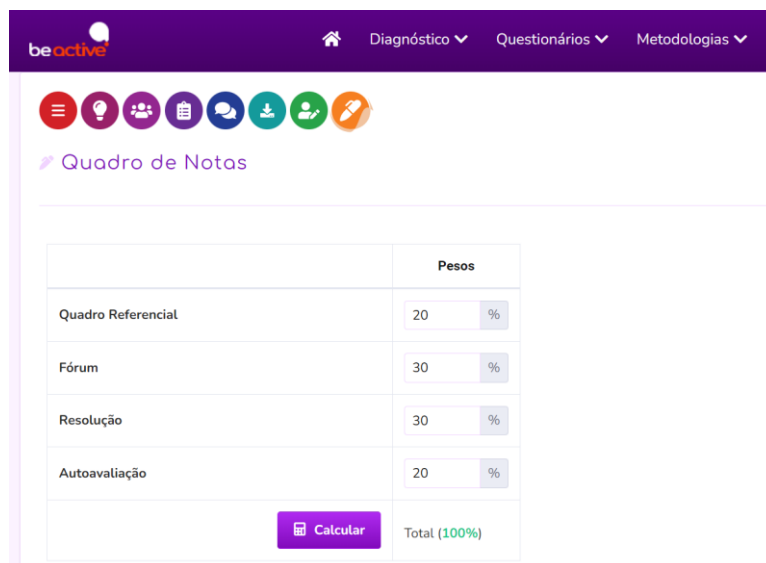 beactive
Diagnóstico Questionários Metodologias
Quadro de Notas
Pesos
Quadro Referencial 20 %
Fórum 30 %
Resolução 30 %
Autoavaliação 20 %
Calcular Total (100%)